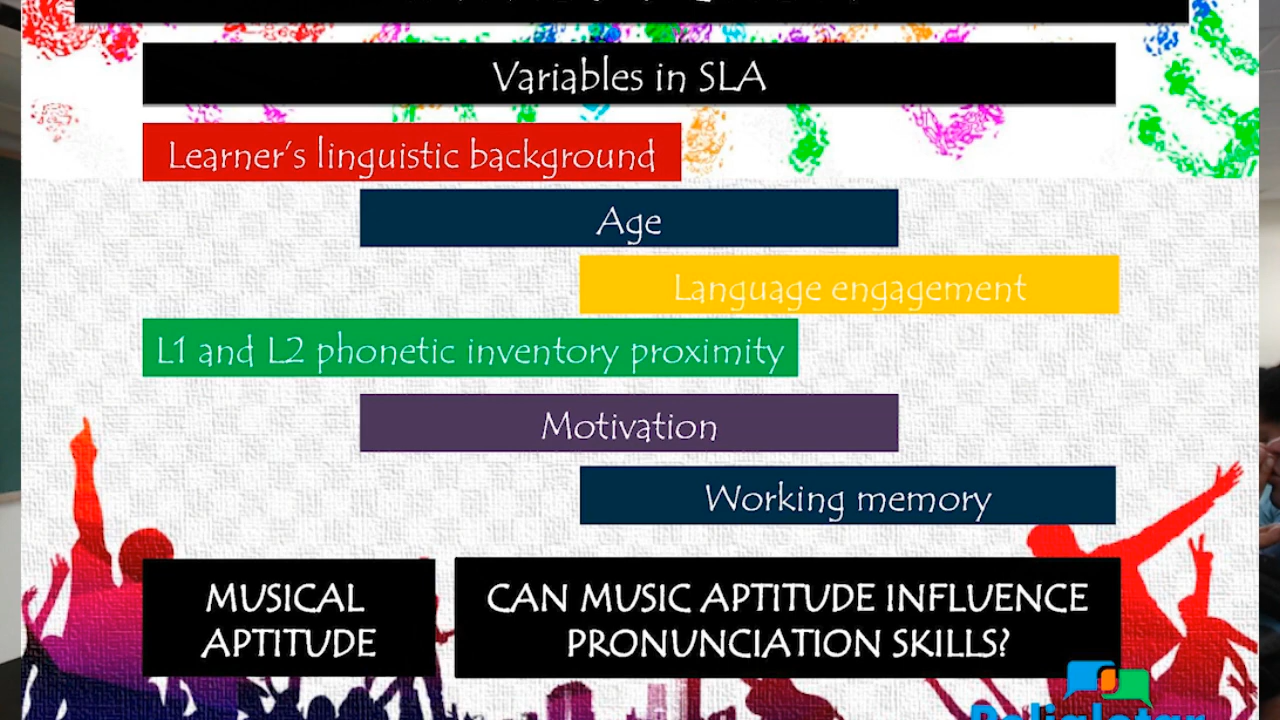 Variables in SLA
Learner's linguistic background
Age
Language engagement
L1 and L2 phonetic inventory proximity
Motivation
Working memory
MUSICAL
APTITUDE
CAN MUSIC APTITUDE INFLUENCE
PRONUNCIATION SKILLS?